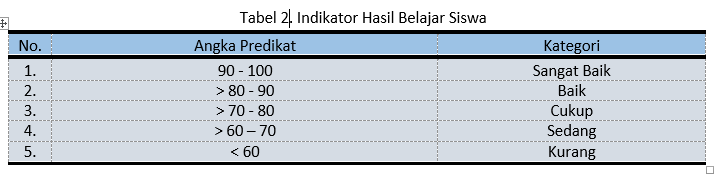 Tabel 2. Indikator Hasil Belajar Siswa
No. Angka Predikat Kategori
1. 90 - 100 Sangat Baik
2. > 80 - 90 Baik
3. > 70 - 80 Cukup
4. > 60 – 70 Sedang
5. < 60 Kurang